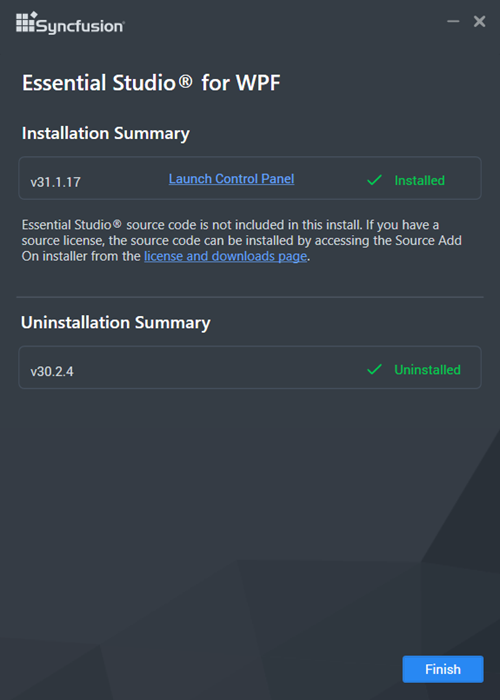 Syncfusion®
Essential Studio® for WPF
Installation Summary
v31.1.17 Launch Control Panel Installed
Essential Studio® source code is not included in this install. If you have a
source license, the source code can be installed by accessing the Source Add
On installer from the license and downloads page.
Uninstallation Summary
v30.2.4 Uninstalled
Finish